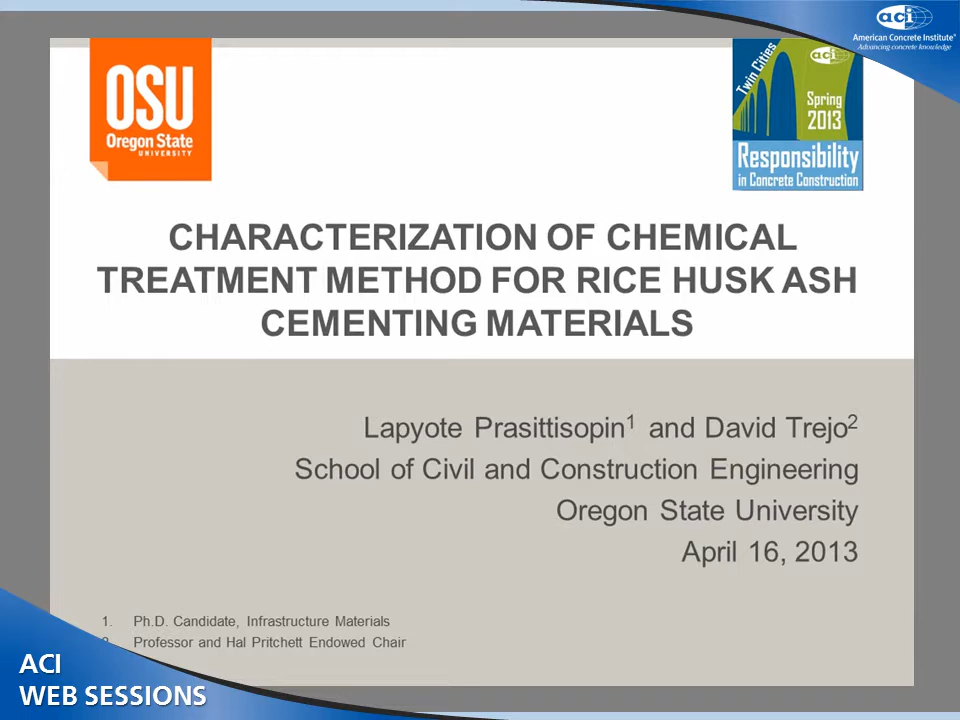 aci
American Concrete Institute®
Advancing concrete knowledge
OSU
Oregon State
UNIVERSITY
Twin Cities
aci
Spring
2013
Responsibility
in Concrete Construction
CHARACTERIZATION OF CHEMICAL
TREATMENT METHOD FOR RICE HUSK ASH
CEMENTING MATERIALS
Lapyote Prasittisopin1 and David Trejo2
School of Civil and Construction Engineering
Oregon State University
April 16, 2013
1. Ph.D. Candidate, Infrastructure Materials
2. Professor and Hal Pritchett Endowed Chair
ACI
WEB SESSIONS